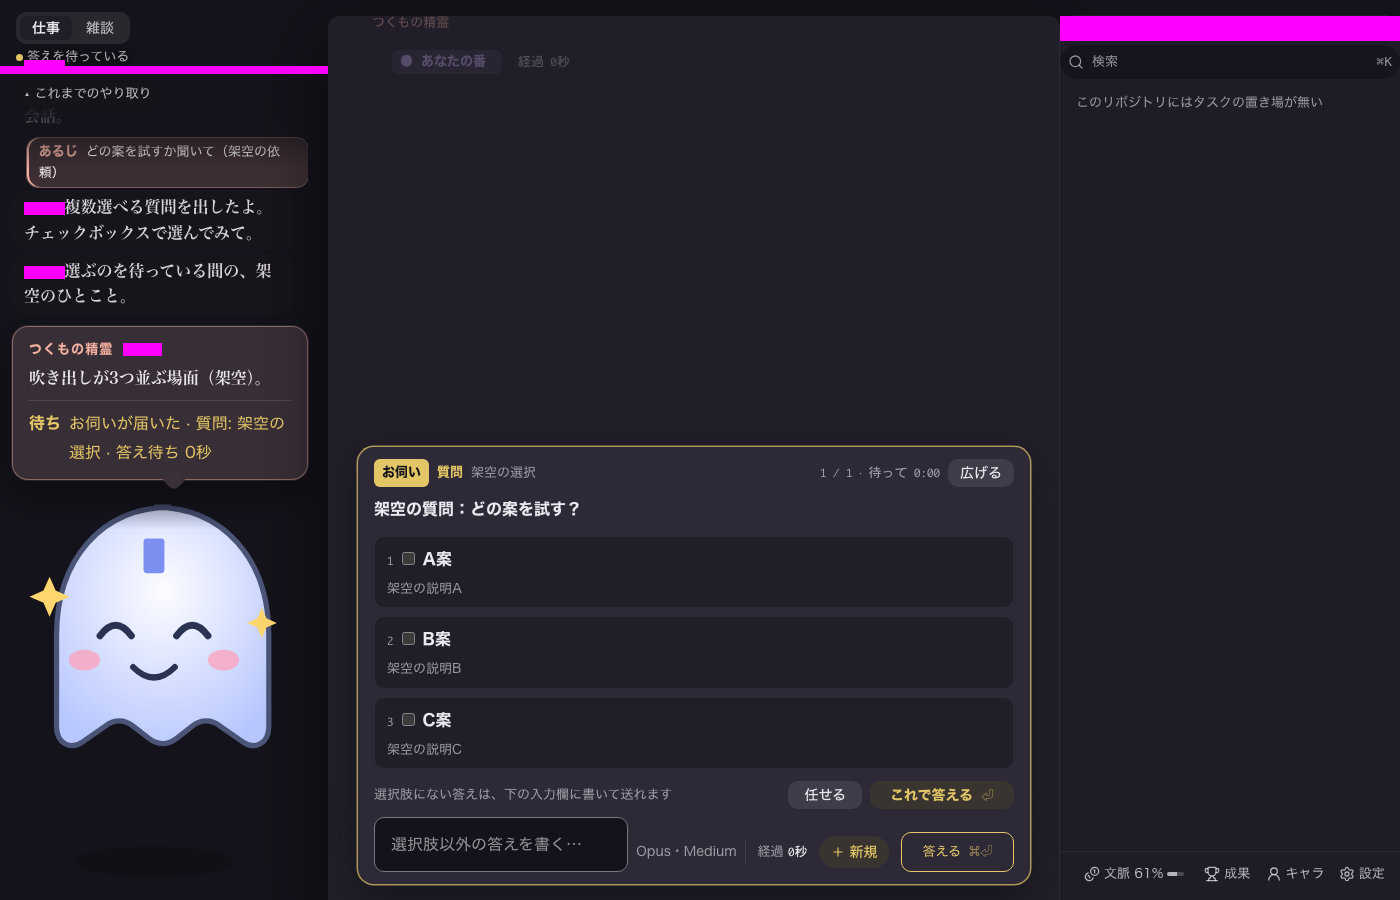 仕事 雑談
答えを待っている
これまでのやり取り
会話。
あるじ どの案を試すか聞いて（架空の依
頼）
複数選べる質問を出したよ。
チェックボックスで選んでみて。
選ぶのを待っている間の、架
空のひとこと。
つくもの精霊
吹き出しが3つ並ぶ場面（架空）。
待ち お伺いが届いた · 質問: 架空の
選択 · 答え待ち 0秒
つくもの精霊
あなたの番 経過 0秒
お伺い 質問 架空の選択 1 / 1 · 待って 0:00 広げる
架空の質問：どの案を試す？
1 A案
架空の説明A
2 B案
架空の説明B
3 C案
架空の説明C
選択肢にない答えは、下の入力欄に書いて送れます 任せる これで答える ⏎
選択肢以外の答えを書く… Opus・Medium 経過 0秒 ＋ 新規 答える ⌘⏎
検索 ⌘K
このリポジトリにはタスクの置き場が無い
文脈 61% 成果 キャラ 設定